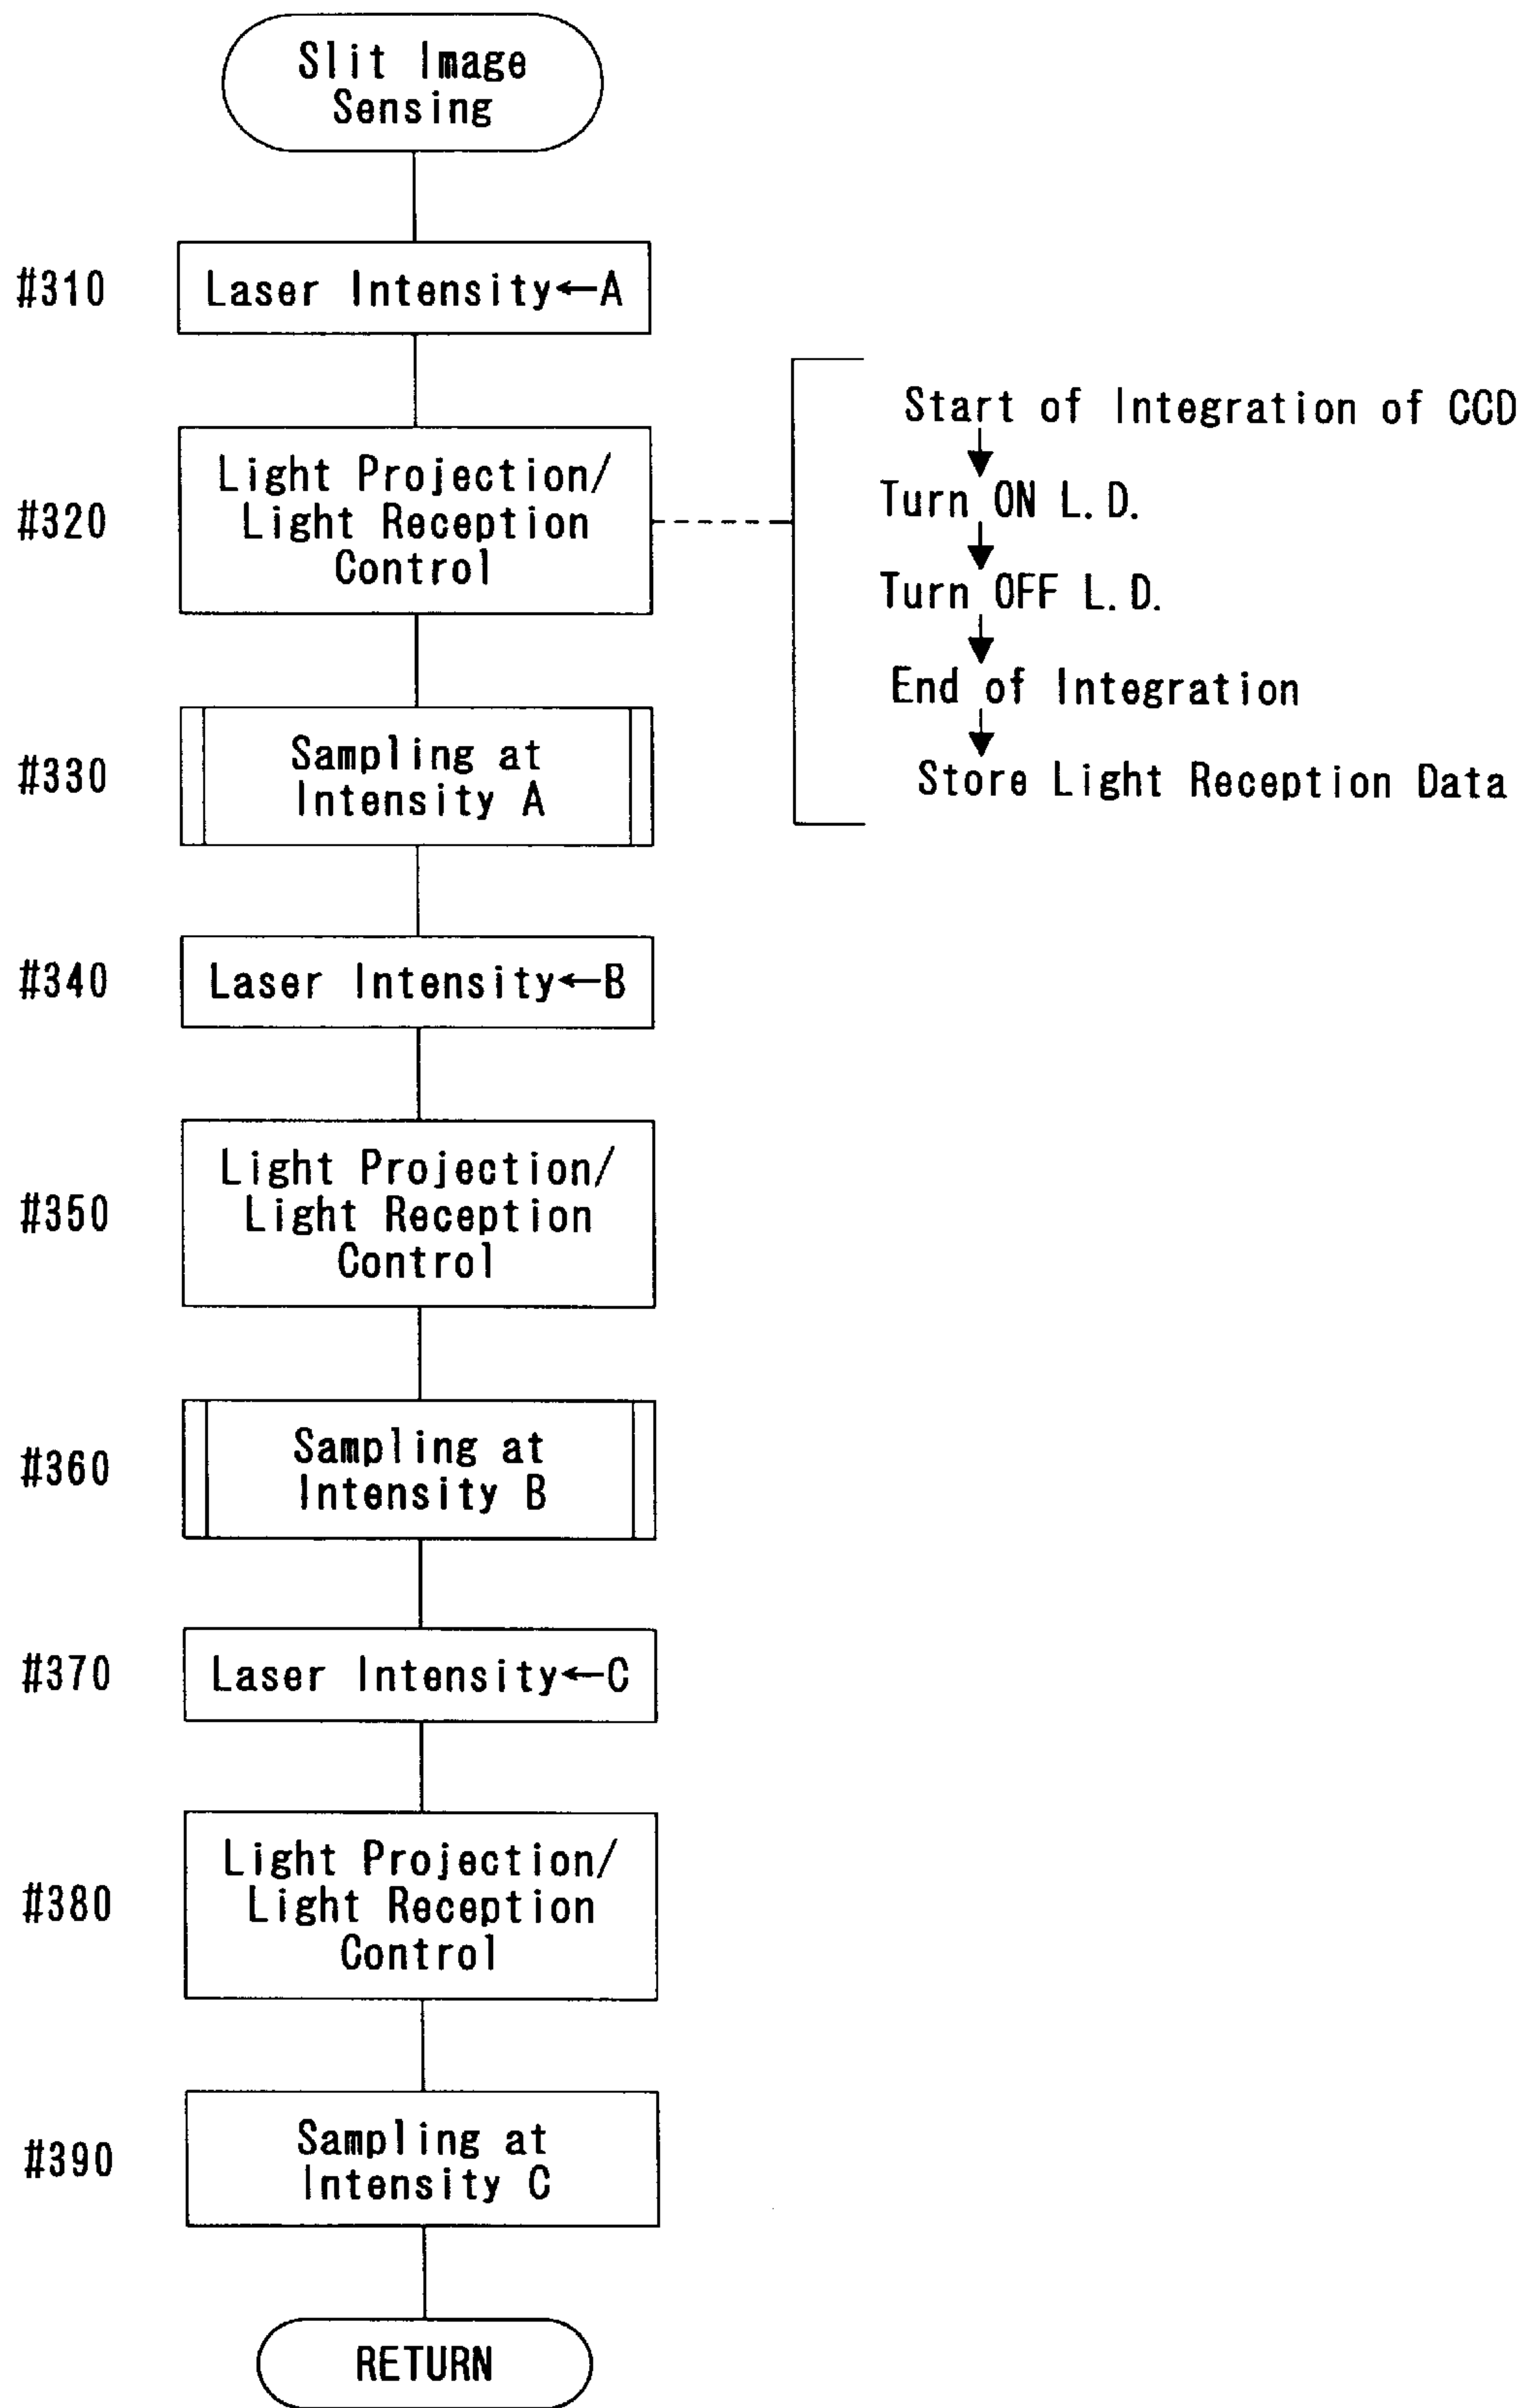 Slit Image
Sensing
#310
Laser Intensity←A
#320
Light Projection/
Light Reception
Control
Start of Integration of CCD
Turn ON L.D.
Turn OFF L.D.
End of Integration
Store Light Reception Data
#330
Sampling at
Intensity A
#340
Laser Intensity←B
#350
Light Projection/
Light Reception
Control
#360
Sampling at
Intensity B
#370
Laser Intensity←C
#380
Light Projection/
Light Reception
Control
#390
Sampling at
Intensity C
RETURN